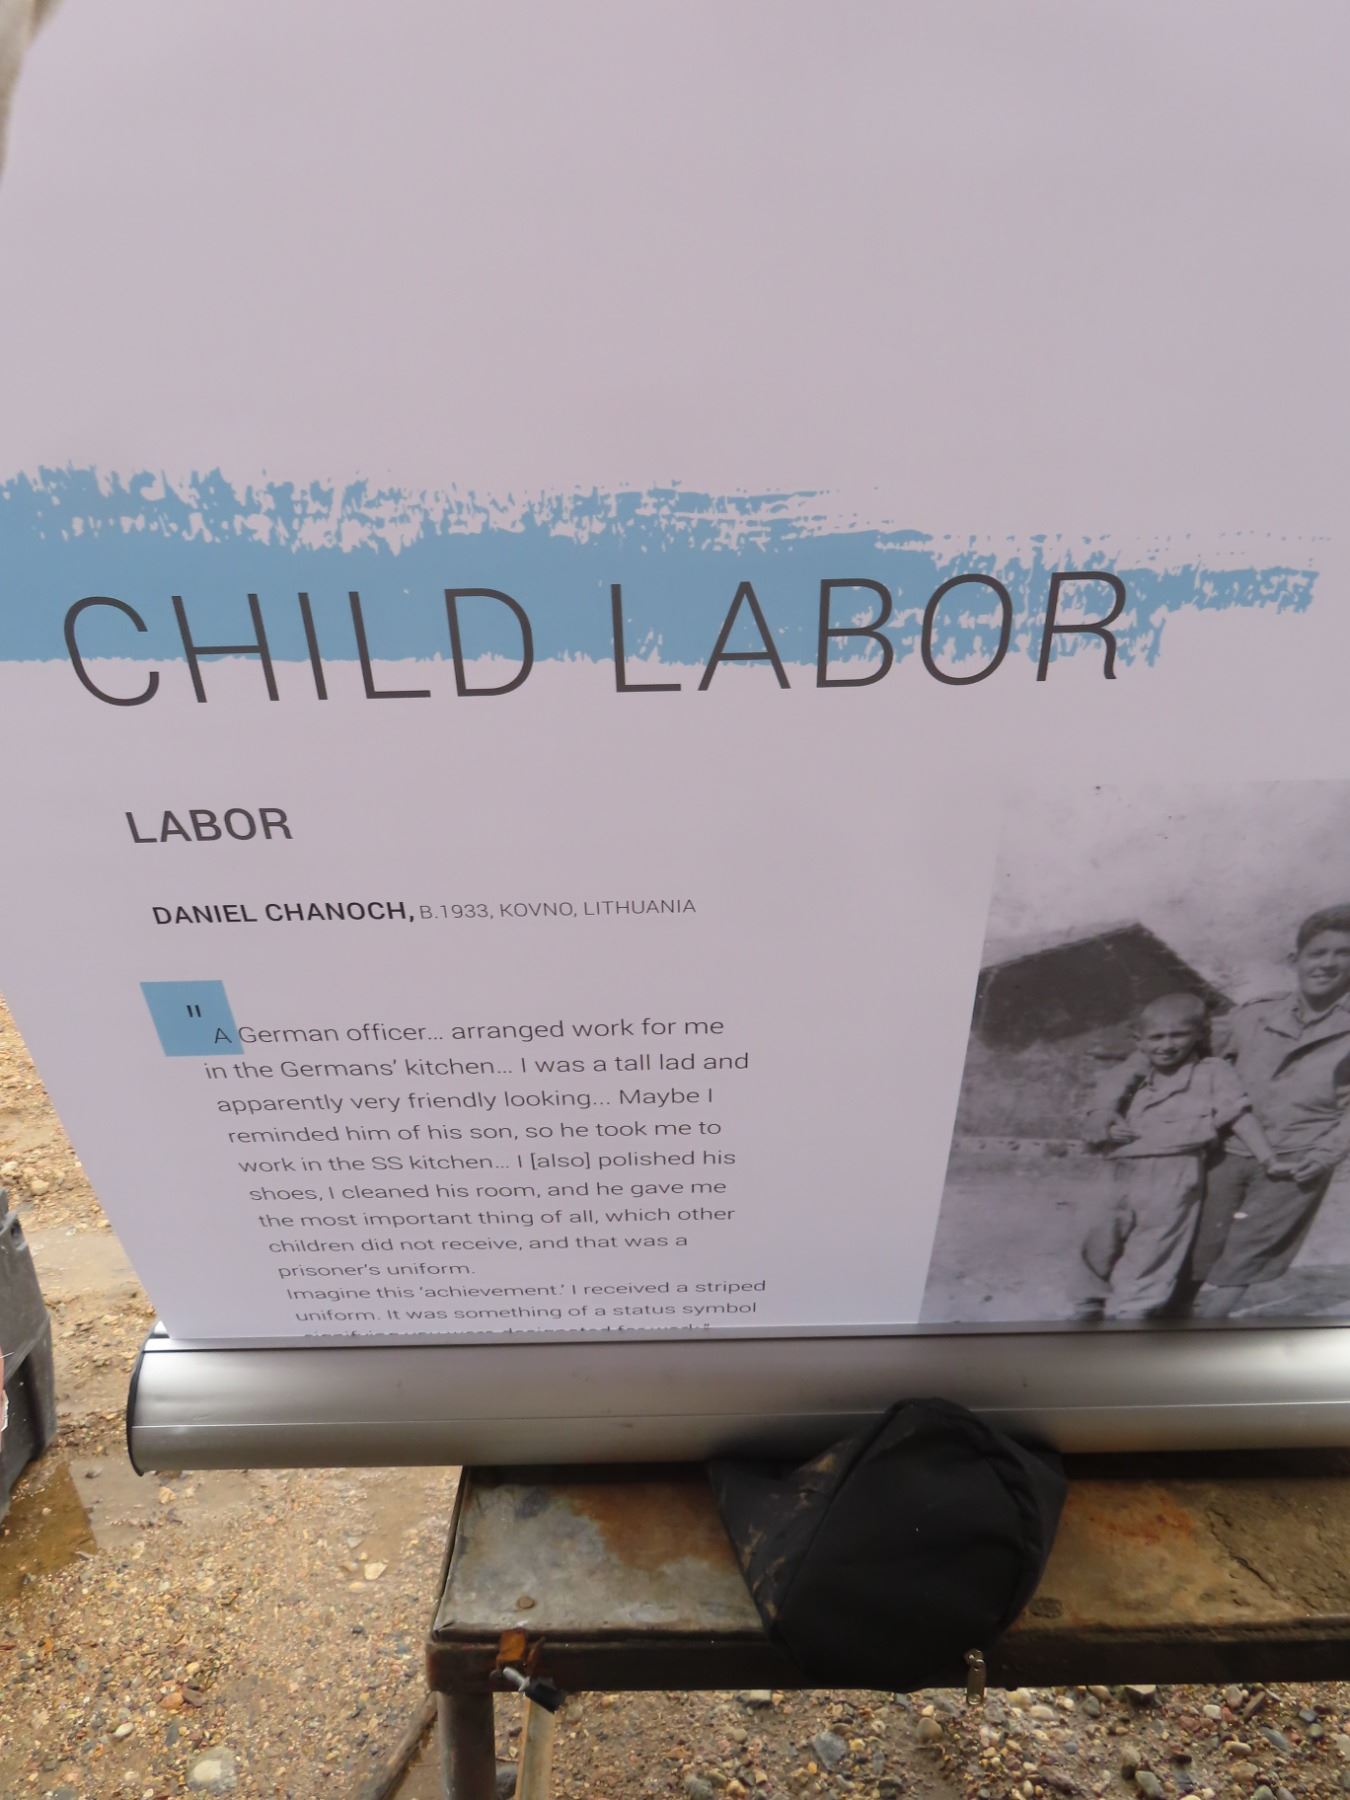 CHILD LABOR
LABOR
DANIEL CHANOCH, B.1933, KOVNO, LITHUANIA
"
A German officer... arranged work for me
in the Germans' kitchen... I was a tall lad and
apparently very friendly looking... Maybe I
reminded him of his son, so he took me to
work in the SS kitchen... I [also] polished his
shoes, I cleaned his room, and he gave me
the most important thing of all, which other
children did not receive, and that was a
prisoner's uniform.
Imagine this 'achievement.' I received a striped
uniform. It was something of a status symbol